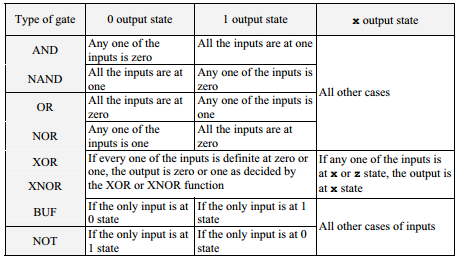 Type of gate 0 output state 1 output state x output state
AND Any one of the inputs is zero All the inputs are at one All other cases
NAND All the inputs are at one Any one of the inputs is zero
OR All the inputs are at zero Any one of the inputs is one
NOR Any one of the inputs is one All the inputs are at zero
XOR
XNOR
If every one of the inputs is definite at zero or
one, the output is zero or one as decided by
the XOR or XNOR function
If any one of the inputs is
at x or z state, the output is
at x state
BUF If the only input is at 0 state If the only input is at 1 state All other cases of inputs
NOT If the only input is at 1 state If the only input is at 0 state